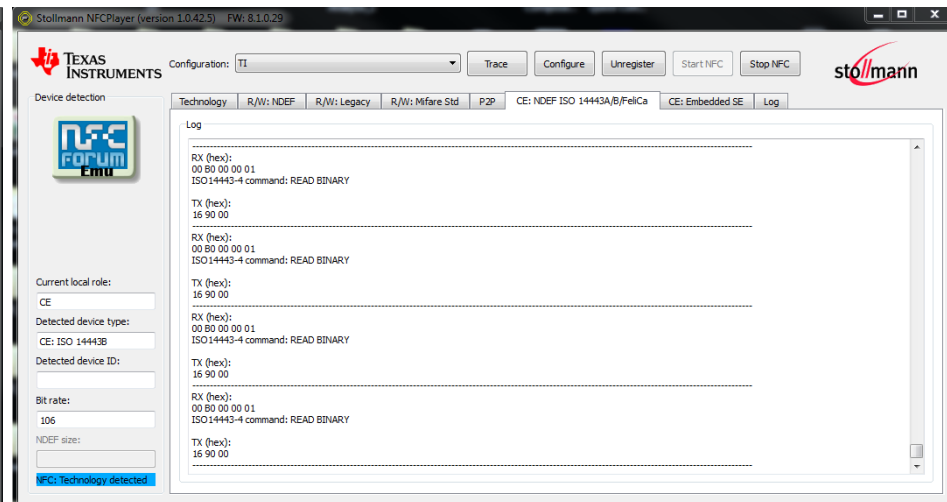 Stollmann NFCPlayer (version 1.0.42.5) FW: 8.1.0.29
TEXAS
INSTRUMENTS
Configuration: TI
Trace
Configure
Unregister
Start NFC
Stop NFC
stollmann
Device detection
NFC
FORUM
Emu
Technology
R/W: NDEF
R/W: Legacy
R/W: Mifare Std
P2P
CE: NDEF ISO 14443A/B/FeliCa
CE: Embedded SE
Log
Log
RX (hex):
00 B0 00 00 01
ISO14443-4 command: READ BINARY
TX (hex):
16 90 00
RX (hex):
00 B0 00 00 01
ISO14443-4 command: READ BINARY
TX (hex):
16 90 00
RX (hex):
00 B0 00 00 01
ISO14443-4 command: READ BINARY
TX (hex):
16 90 00
RX (hex):
00 B0 00 00 01
ISO14443-4 command: READ BINARY
TX (hex):
16 90 00
Current local role:
CE
Detected device type:
CE: ISO 14443B
Detected device ID:
Bit rate:
106
NDEF size:
NFC: Technology detected